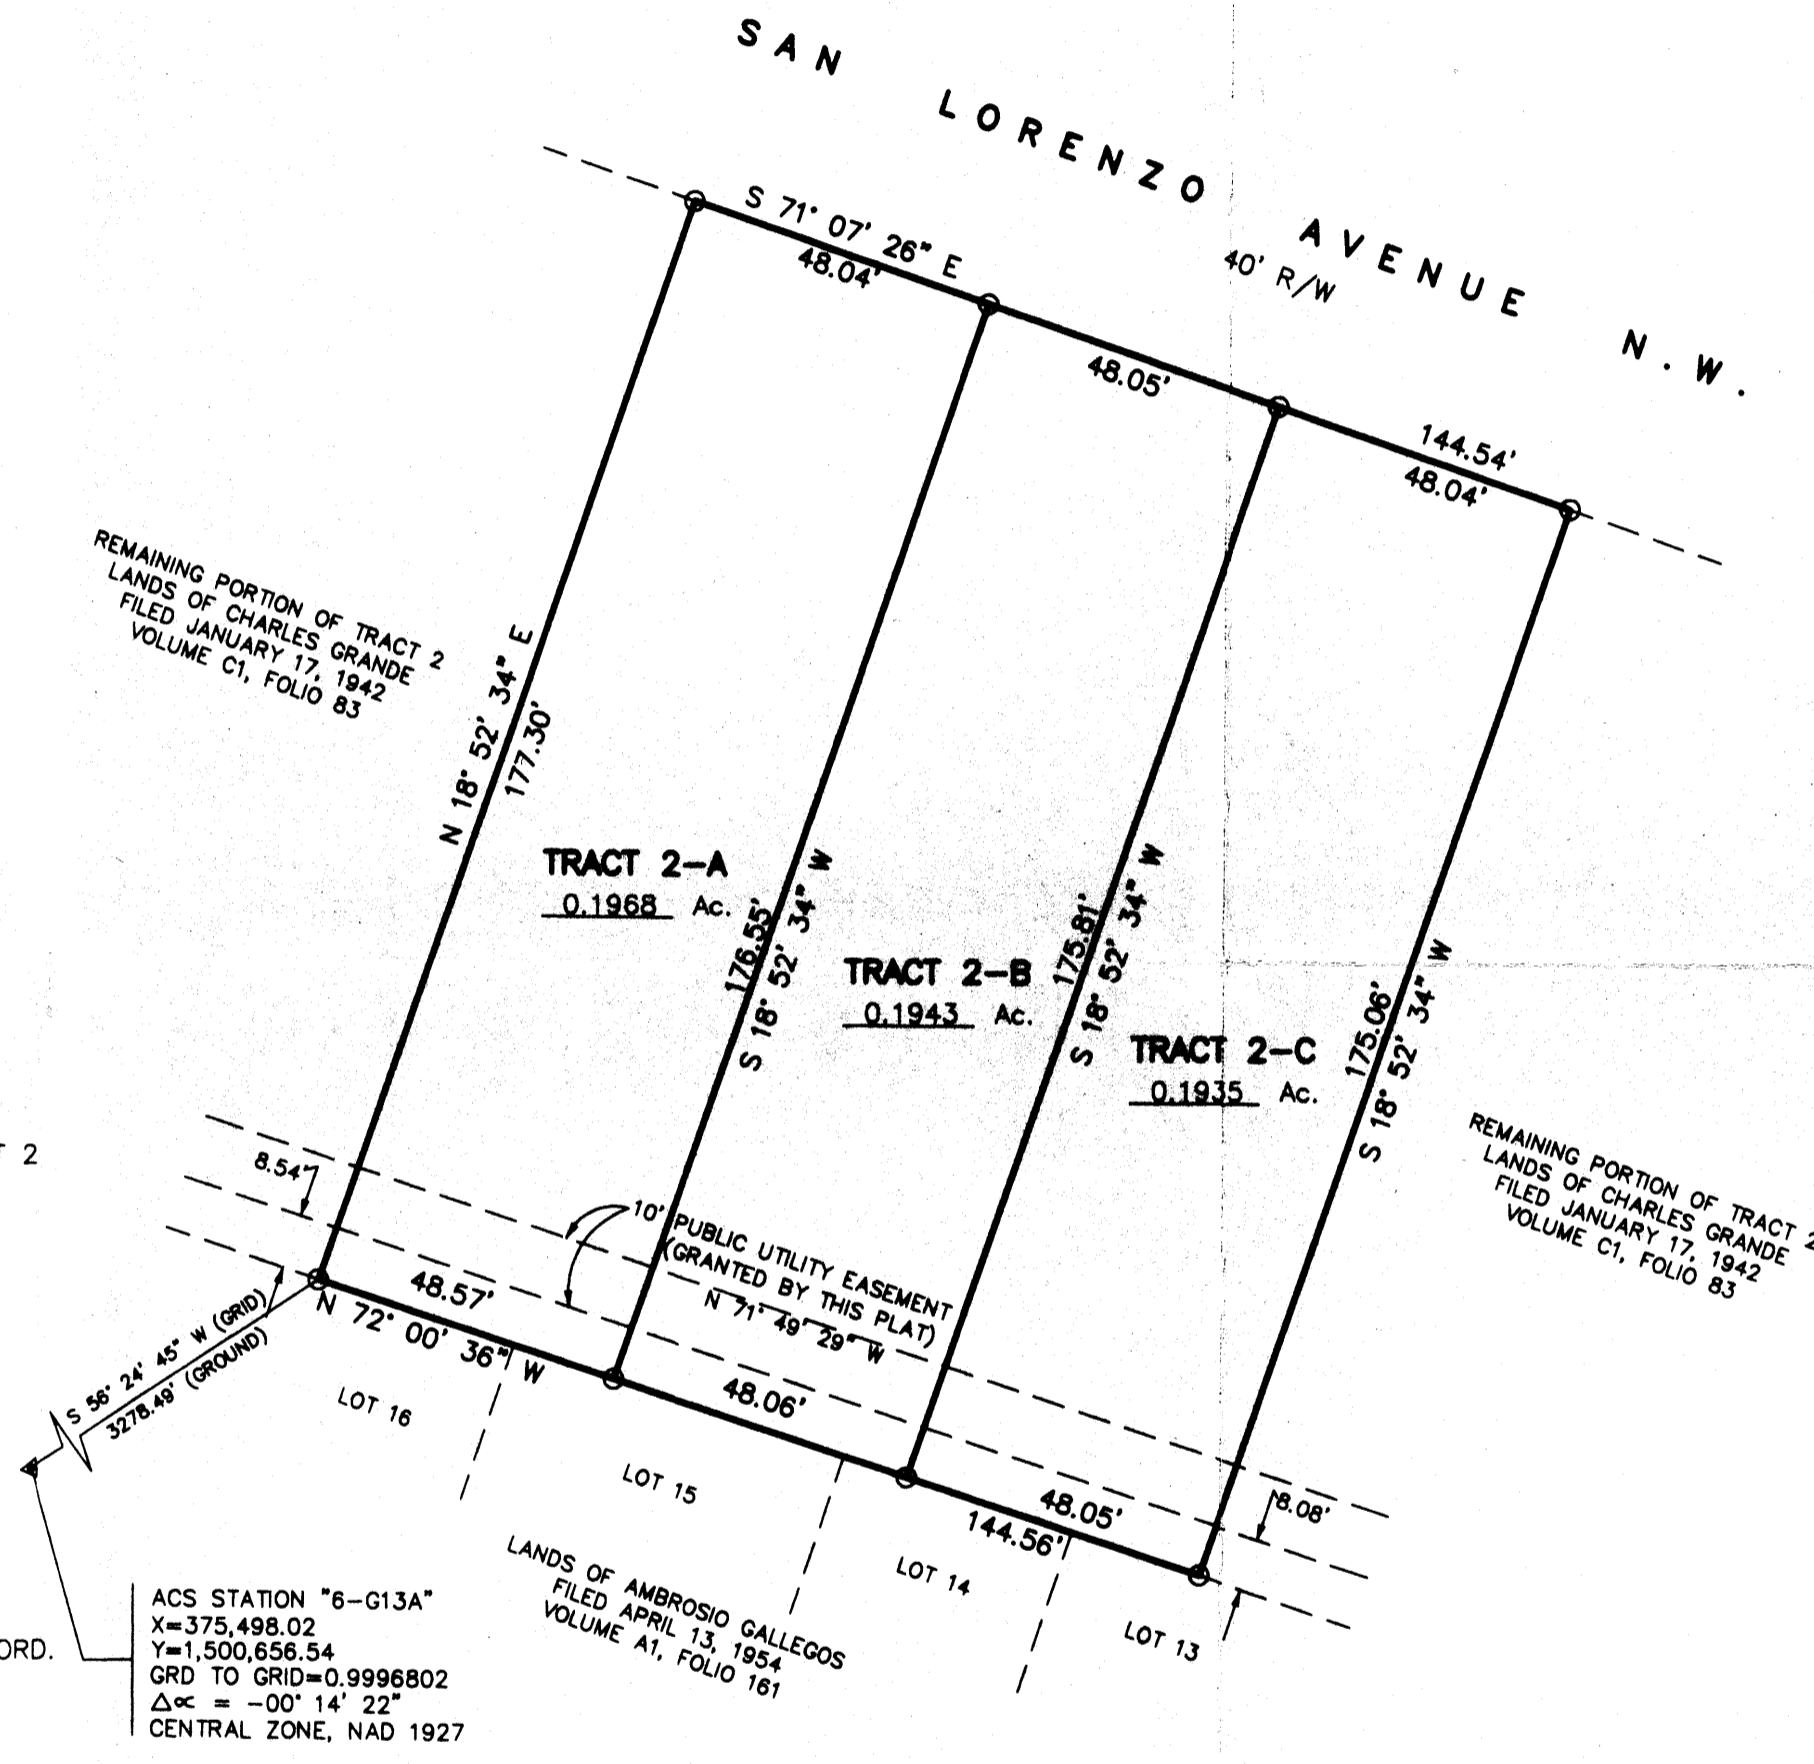 SAN LORENZO AVENUE N.W.
40' R/W
S 71° 07' 26" E
48.04'
48.05'
144.54'
48.04'
REMAINING PORTION OF TRACT 2
LANDS OF CHARLES GRANDE
FILED JANUARY 17, 1942
VOLUME C1, FOLIO 83
N 18° 52' 34" E
177.30'
TRACT 2-A
0.1968 Ac.
176.55'
S 18° 52' 34" W
TRACT 2-B
0.1943 Ac.
175.81'
S 18° 52' 34" W
TRACT 2-C
0.1935 Ac.
175.06'
S 18° 52' 34" W
REMAINING PORTION OF TRACT 2
LANDS OF CHARLES GRANDE
FILED JANUARY 17, 1942
VOLUME C1, FOLIO 83
2
8.54'
10' PUBLIC UTILITY EASEMENT
(GRANTED BY THIS PLAT)
N 71° 49' 29" W
48.57'
N 72° 00' 36" W
48.06'
48.05'
144.56'
8.08'
S 56° 24' 45" W (GRID)
3278.49' (GROUND)
LOT 16
LOT 15
LOT 14
LOT 13
LANDS OF AMBROSIO GALLEGOS
FILED APRIL 13, 1954
VOLUME A1, FOLIO 161
ORD.
ACS STATION "6-G13A"
X=375,498.02
Y=1,500,656.54
GRD TO GRID=0.9996802
Δ∝ = -00° 14' 22"
CENTRAL ZONE, NAD 1927